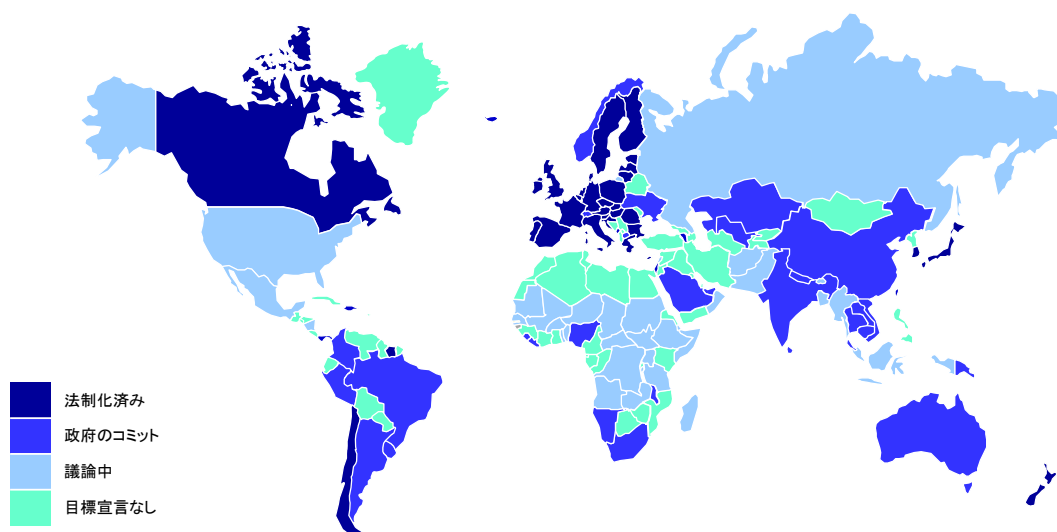 法制化済み
政府のコミット
議論中
目標宣言なし